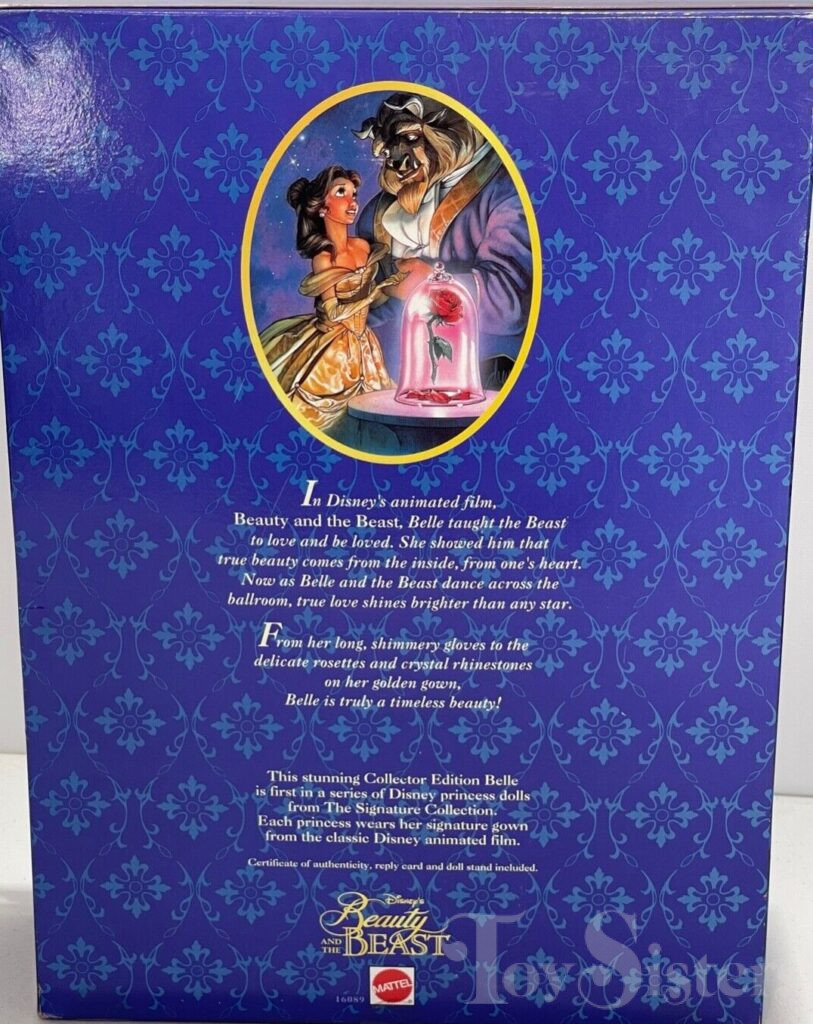 In Disney's animated film,
Beauty and the Beast, Belle taught the Beast
to love and be loved. She showed him that
true beauty comes from the inside, from one's heart.
Now as Belle and the Beast dance across the
ballroom, true love shines brighter than any star.
From her long, shimmery gloves to the
delicate rosettes and crystal rhinestones
on her golden gown,
Belle is truly a timeless beauty!
This stunning Collector Edition Belle
is first in a series of Disney princess dolls
from The Signature Collection.
Each princess wears her signature gown
from the classic Disney animated film.
Certificate of authenticity, reply card and doll stand included.
Disney's
Beauty
AND THE BEAST
16089 MATTEL
Toy Sister